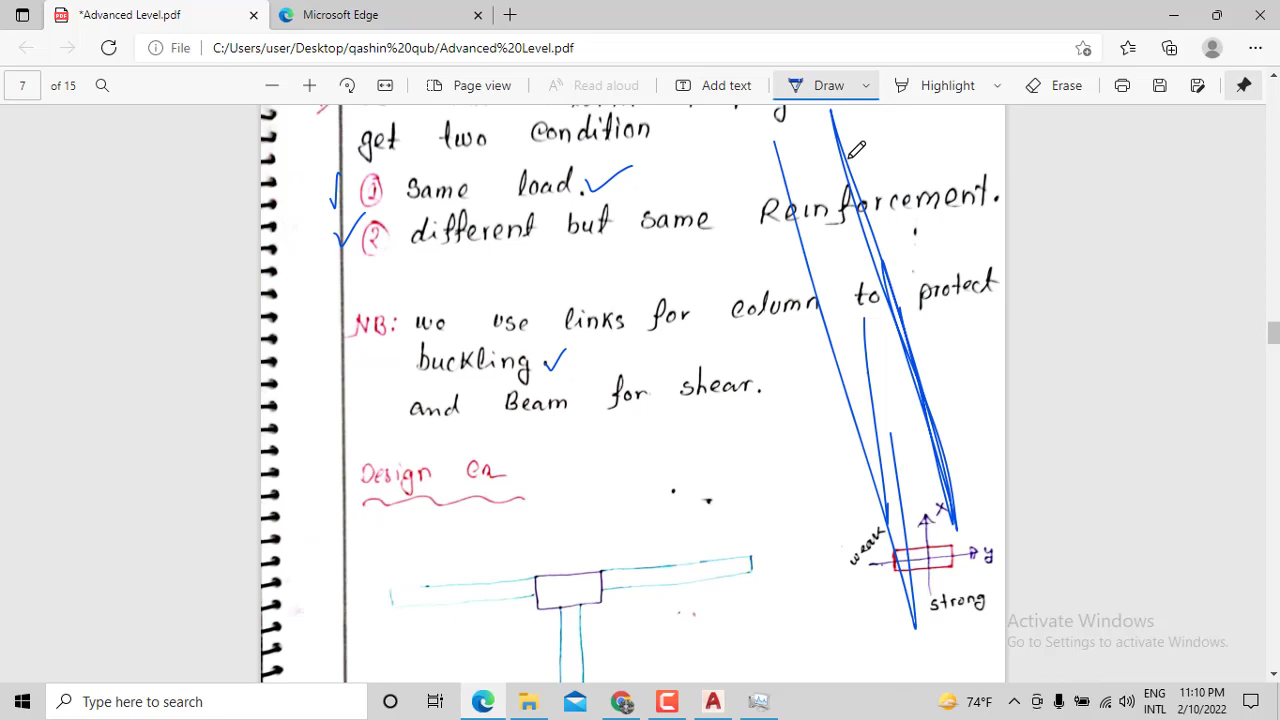 *Advanced Level.pdf
Microsoft Edge
File C:/Users/user/Desktop/qashin%20qub/Advanced%20Level.pdf
7 of 15
Page view
Read aloud
Add text
Draw
Highlight
Erase
get two condition
① Same load.
② different but same Reinforcement.
NB: we use links for column to protect
buckling
and Beam for shear.
Design Ex
x
weak
y
strong
Activate Windows
Go to Settings to activate Windows.
Type here to search
74°F
ENG
INTL
11:10 PM
2/10/2022